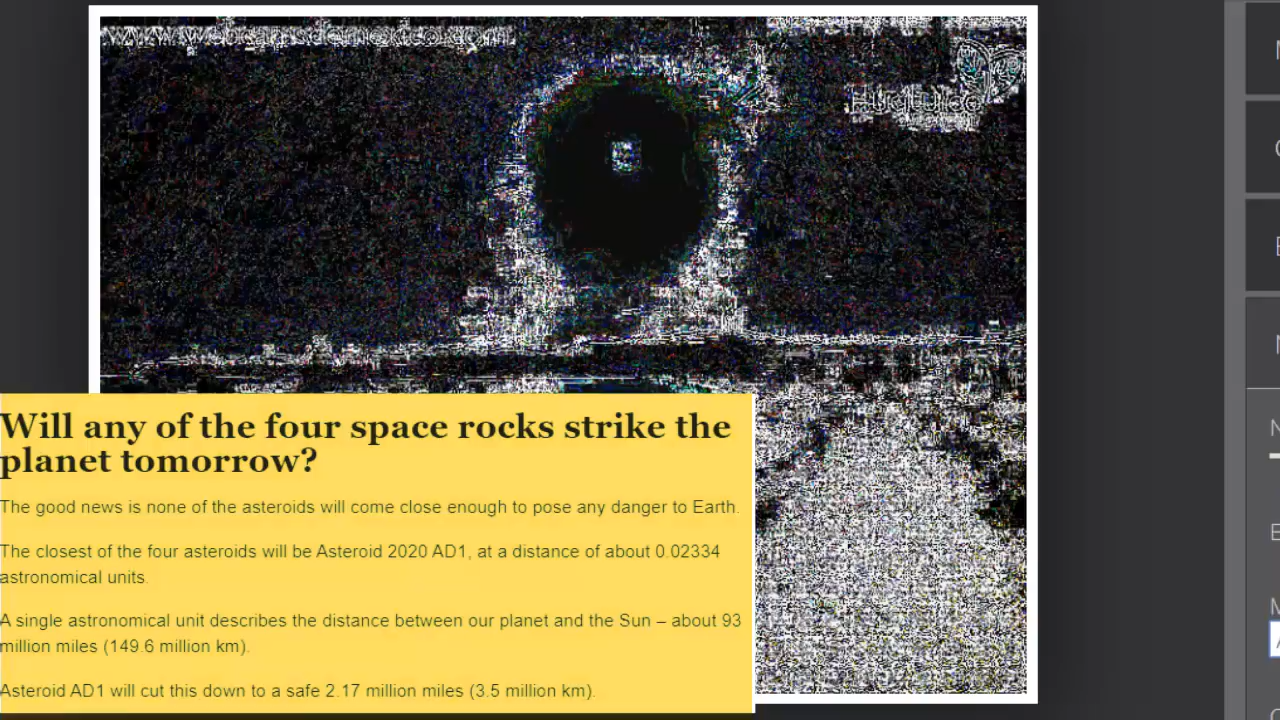 Will any of the four space rocks strike the
planet tomorrow?
The good news is none of the asteroids will come close enough to pose any danger to Earth.
The closest of the four asteroids will be Asteroid 2020 AD1, at a distance of about 0.02334
astronomical units.
A single astronomical unit describes the distance between our planet and the Sun – about 93
million miles (149.6 million km).
Asteroid AD1 will cut this down to a safe 2.17 million miles (3.5 million km).